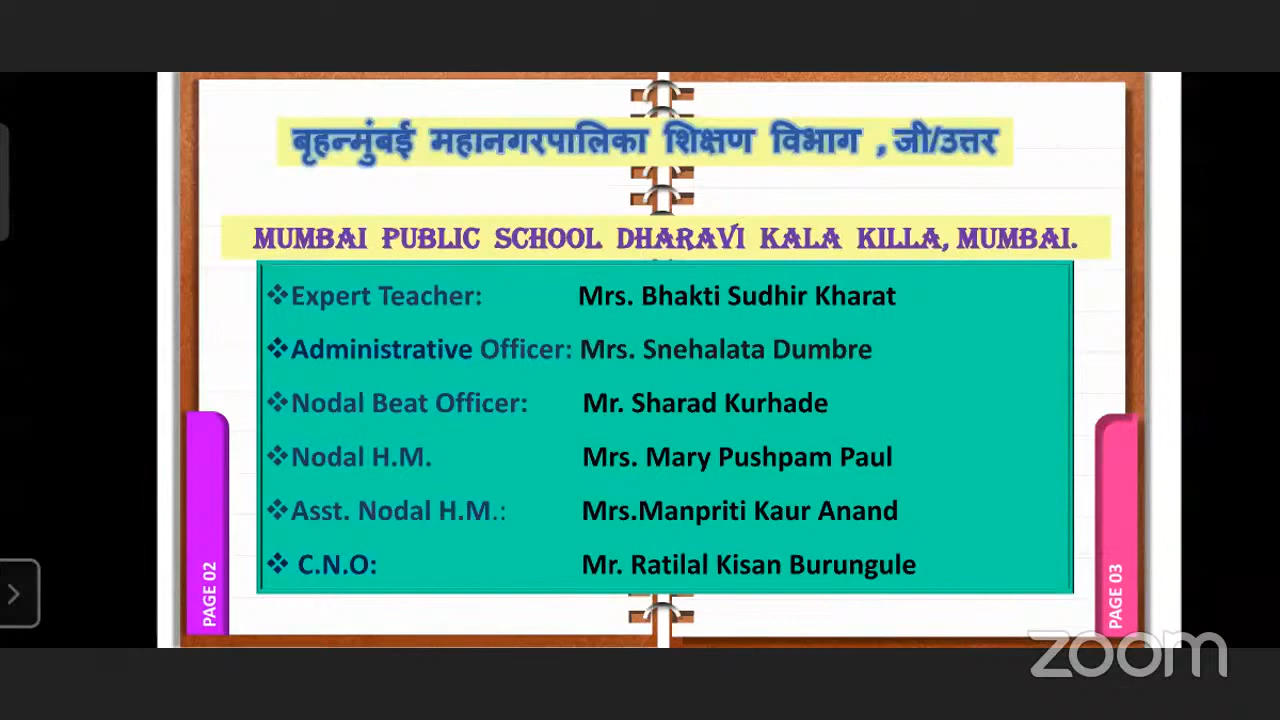 बृहन्मुंबई महानगरपालिका शिक्षण विभाग , जी/उत्तर
MUMBAI PUBLIC SCHOOL DHARAVI KALA KILLA, MUMBAI.
❖Expert Teacher: Mrs. Bhakti Sudhir Kharat
❖Administrative Officer: Mrs. Snehalata Dumbre
❖Nodal Beat Officer: Mr. Sharad Kurhade
❖Nodal H.M. Mrs. Mary Pushpam Paul
❖Asst. Nodal H.M.: Mrs.Manpriti Kaur Anand
❖ C.N.O: Mr. Ratilal Kisan Burungule
PAGE 02
PAGE 03
zoom